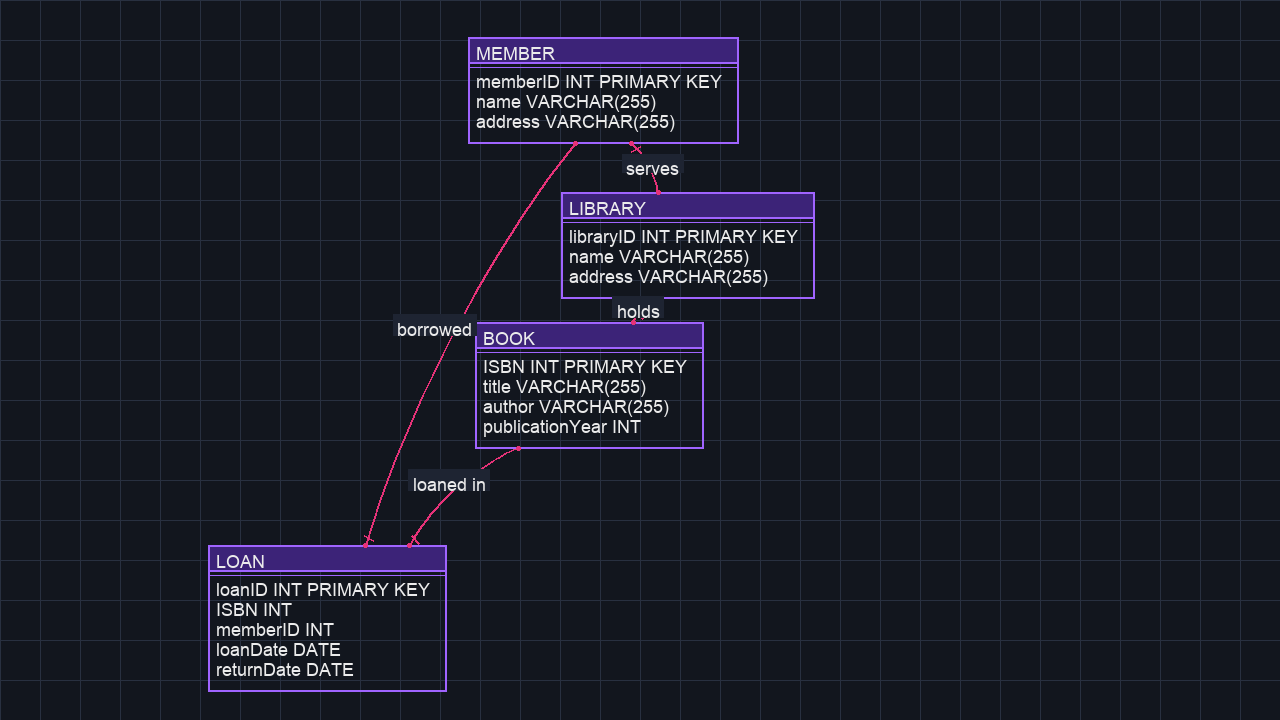 MEMBER
memberID INT PRIMARY KEY
name VARCHAR(255)
address VARCHAR(255)
serves
LIBRARY
libraryID INT PRIMARY KEY
name VARCHAR(255)
address VARCHAR(255)
holds
borrowed
BOOK
ISBN INT PRIMARY KEY
title VARCHAR(255)
author VARCHAR(255)
publicationYear INT
loaned in
LOAN
loanID INT PRIMARY KEY
ISBN INT
memberID INT
loanDate DATE
returnDate DATE